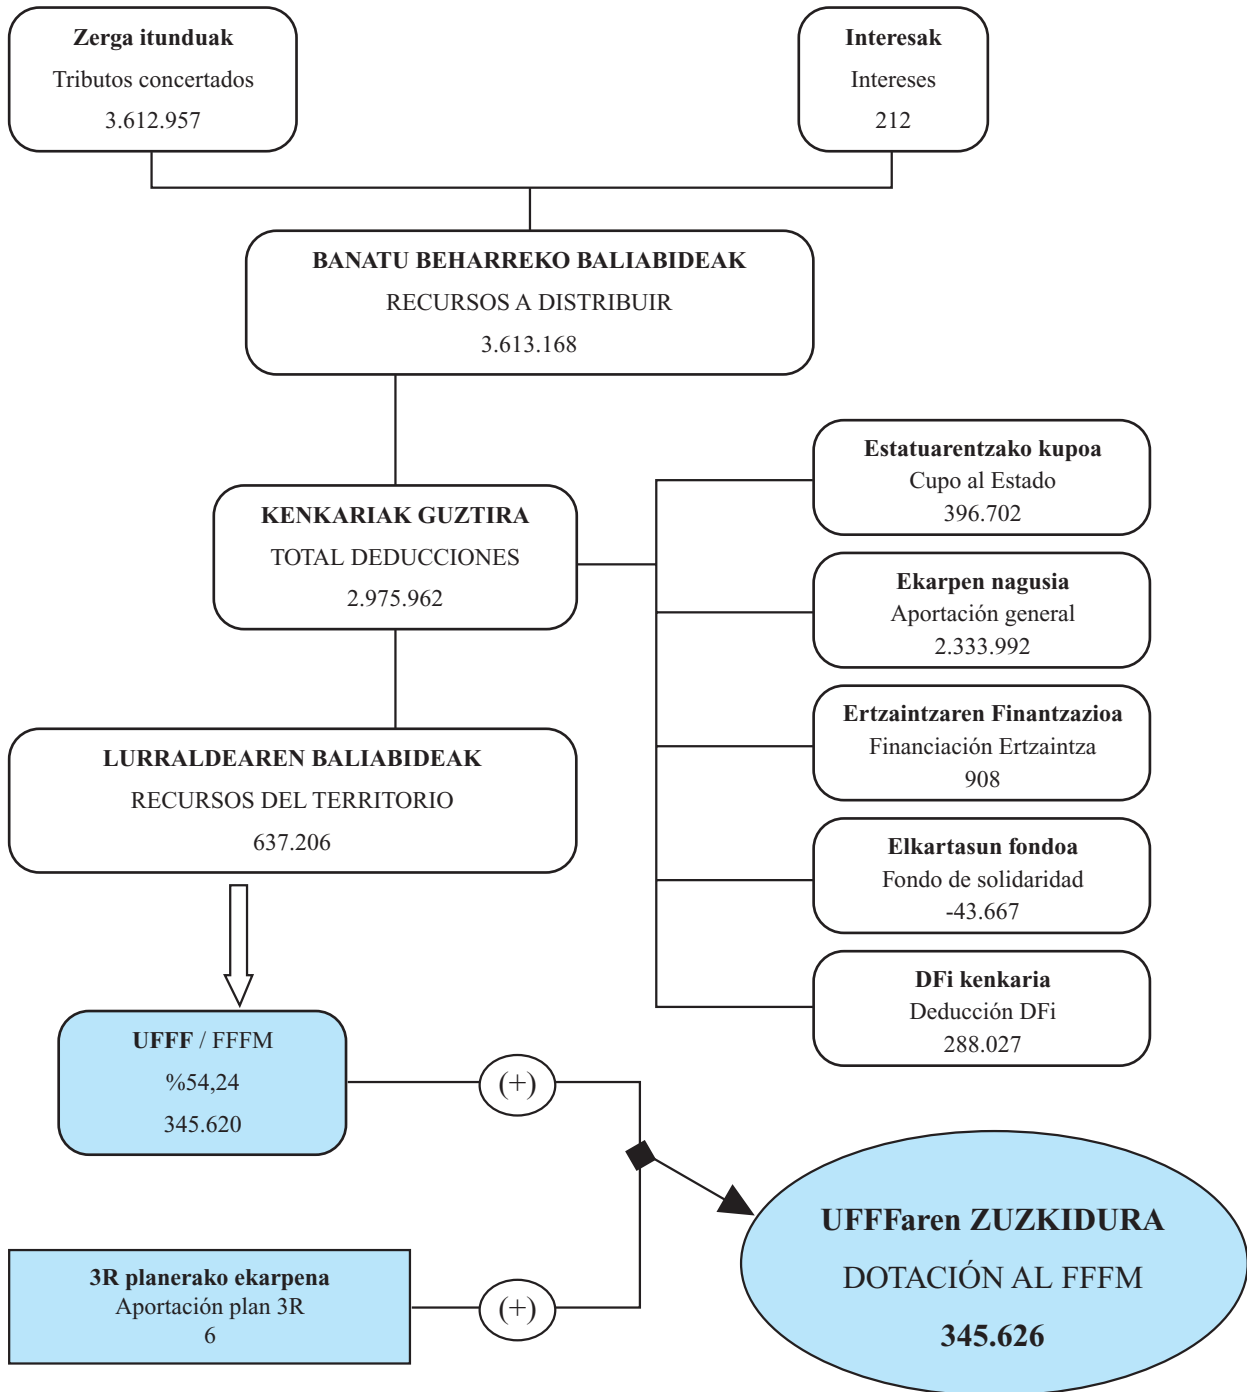 Zerga itunduak
Tributos concertados
3.612.957
Interesak
Intereses
212
BANATU BEHARREKO BALIABIDEAK
RECURSOS A DISTRIBUIR
3.613.168
KENKARIAK GUZTIRA
TOTAL DEDUCCIONES
2.975.962
Estatuarentzako kupoa
Cupo al Estado
396.702
Ekarpen nagusia
Aportación general
2.333.992
Ertzaintzaren Finantzazioa
Financiación Ertzaintza
908
Elkartasun fondoa
Fondo de solidaridad
-43.667
DFi kenkaria
Deducción DFi
288.027
LURRALDEAREN BALIABIDEAK
RECURSOS DEL TERRITORIO
637.206
UFFF / FFFM
%54,24
345.620
(+)
3R planerako ekarpena
Aportación plan 3R
6
(+)
UFFFaren ZUZKIDURA
DOTACIÓN AL FFFM
345.626